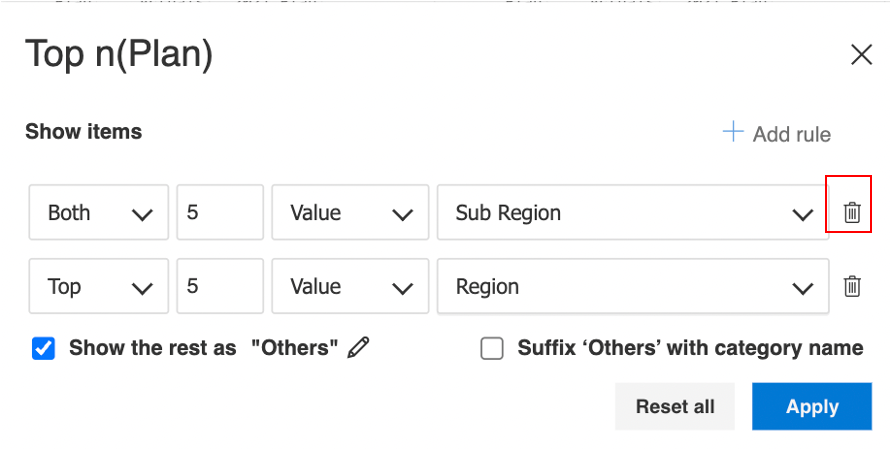 Top n(Plan)
Show items
Add rule
Both 5 Value Sub Region
Top 5 Value Region
Show the rest as "Others" Suffix ‘Others’ with category name
Reset all Apply